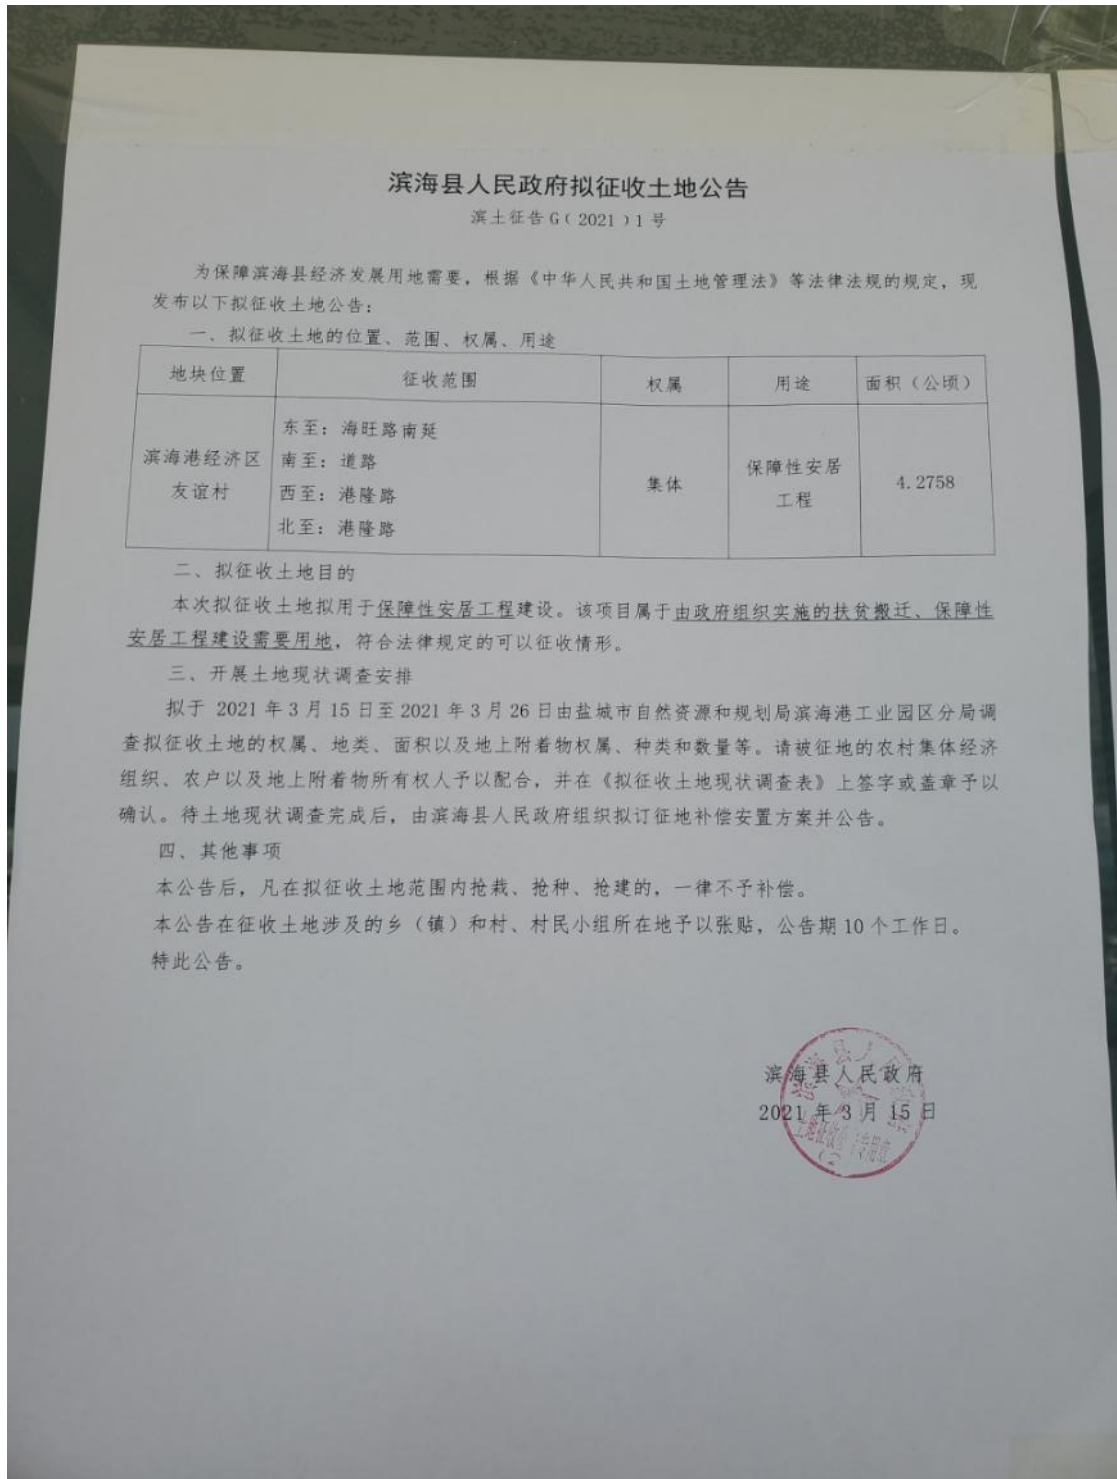 滨海县人民政府拟征收土地公告
滨土征告G(2021)1号
为保障滨海县经济发展用地需要，根据《中华人民共和国土地管理法》等法律法规的规定，现
发布以下拟征收土地公告：
一、拟征收土地的位置、范围、权属、用途
地块位置 征收范围 权属 用途 面积（公顷）
滨海港经济区
友谊村
东至：海旺路南延
南至：道路
西至：港隆路
北至：港隆路
集体
保障性安居
工程
4.2758
二、拟征收土地目的
本次拟征收土地拟用于保障性安居工程建设。该项目属于由政府组织实施的扶贫搬迁、保障性
安居工程建设需要用地，符合法律规定的可以征收情形。
三、开展土地现状调查安排
拟于 2021 年 3 月 15 日至 2021 年 3 月 26 日由盐城市自然资源和规划局滨海港工业园区分局调
查拟征收土地的权属、地类、面积以及地上附着物权属、种类和数量等。请被征地的农村集体经济
组织、农户以及地上附着物所有权人予以配合，并在《拟征收土地现状调查表》上签字或盖章予以
确认。待土地现状调查完成后，由滨海县人民政府组织拟订征地补偿安置方案并公告。
四、其他事项
本公告后，凡在拟征收土地范围内抢栽、抢种、抢建的，一律不予补偿。
本公告在征收土地涉及的乡（镇）和村、村民小组所在地予以张贴，公告期 10 个工作日。
特此公告。
滨海县人民政府
2021 年 3 月 15 日